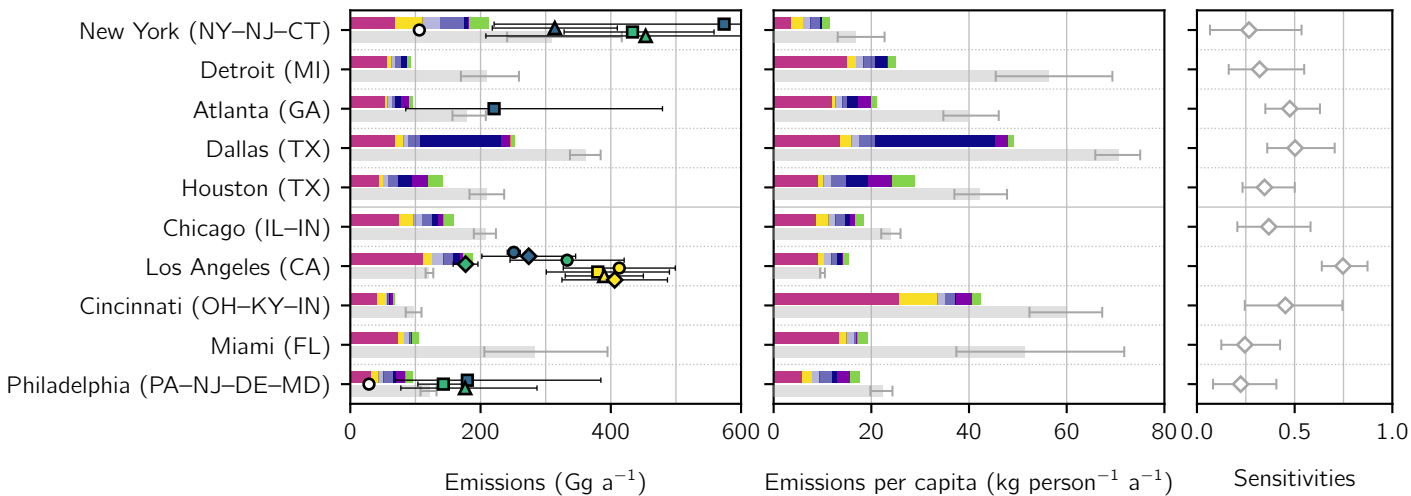 New York (NY–NJ–CT)
Detroit (MI)
Atlanta (GA)
Dallas (TX)
Houston (TX)
Chicago (IL–IN)
Los Angeles (CA)
Cincinnati (OH–KY–IN)
Miami (FL)
Philadelphia (PA–NJ–DE–MD)
0 200 400 600
Emissions (Gg a⁻¹)
0 20 40 60 80
Emissions per capita (kg person⁻¹ a⁻¹)
0.0 0.5 1.0
Sensitivities